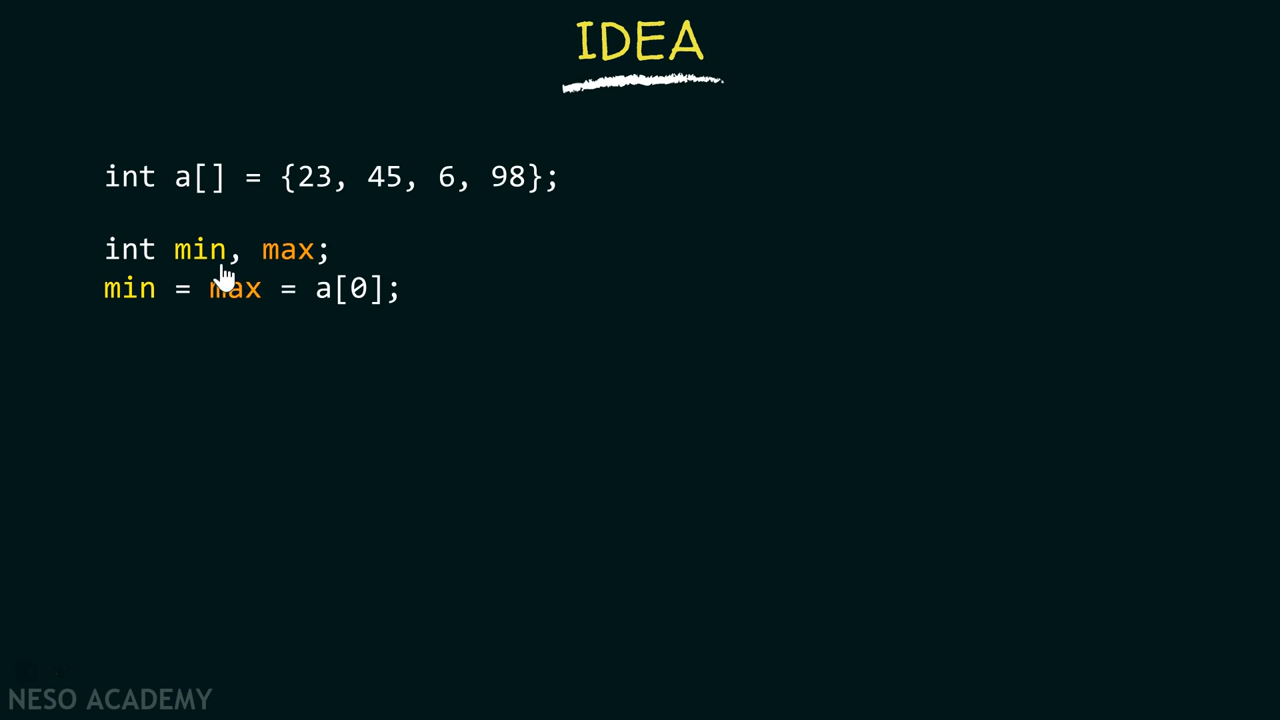 IDEA
int a[] = {23, 45, 6, 98};
int min, max;
min = max = a[0];
NESO ACADEMY